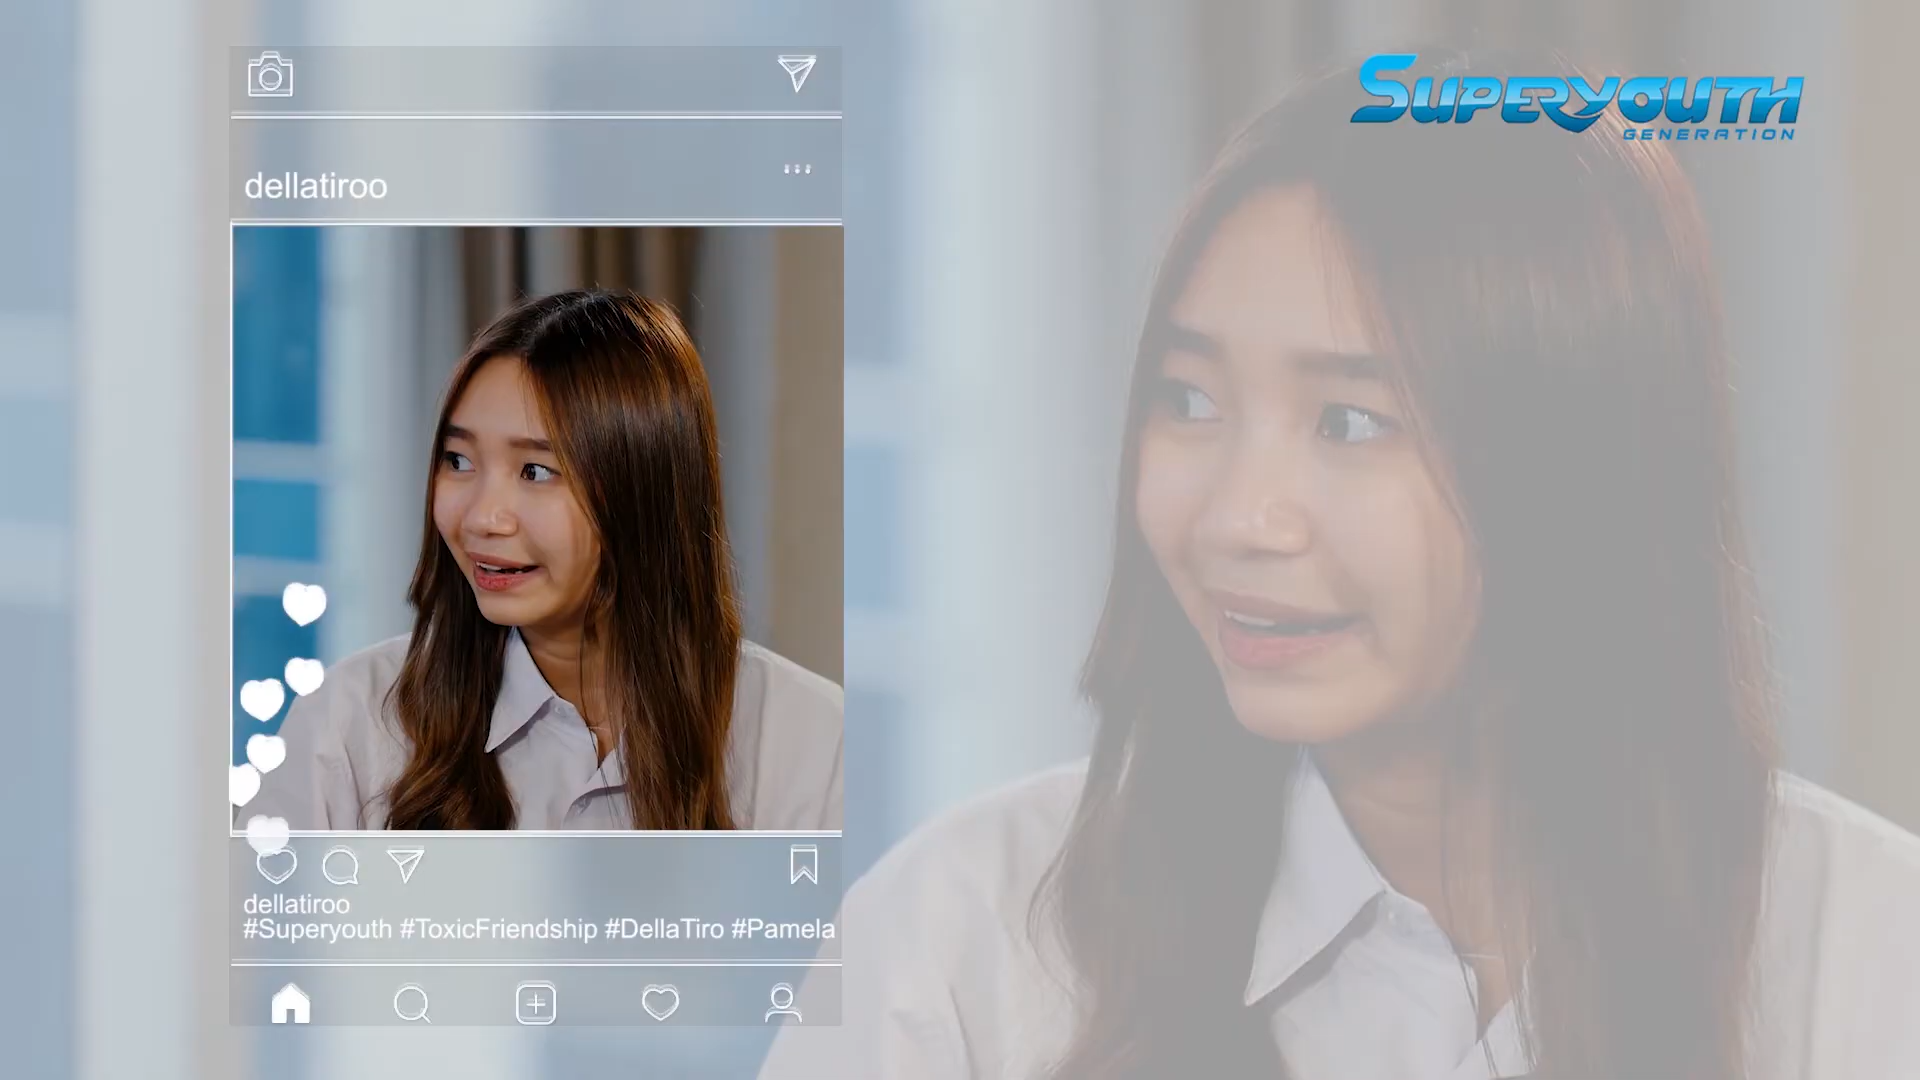 SUPERYOUTH
GENERATION
dellatiroo
dellatiroo
#Superyouth #ToxicFriendship #DellaTiro #Pamela